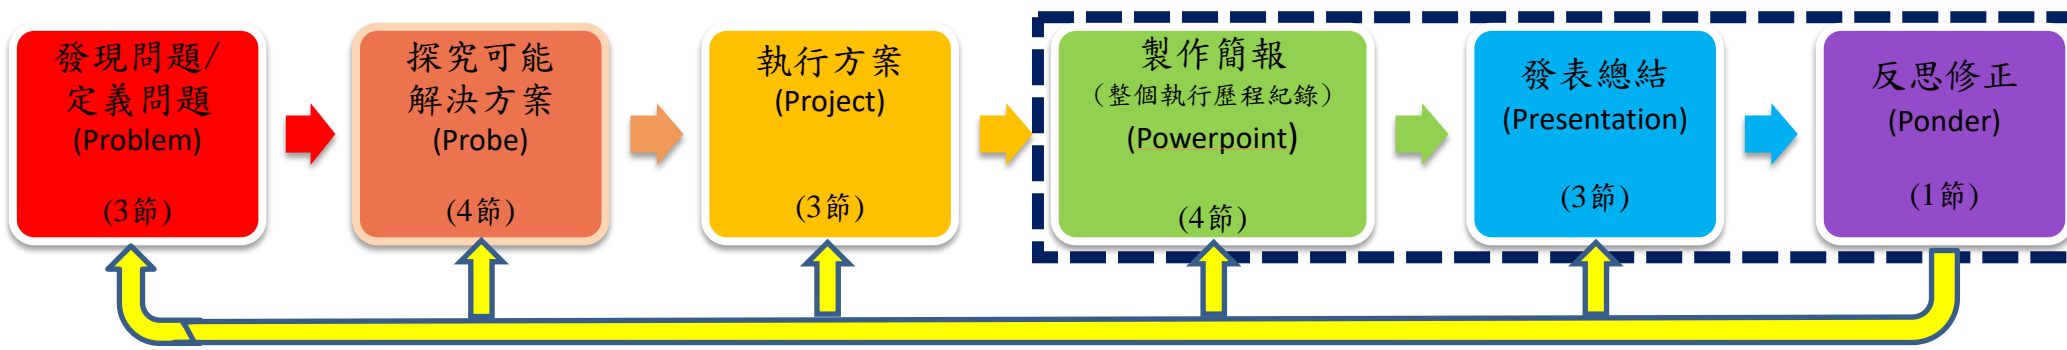 發現問題/
定義問題
(Problem)
(3節)
探究可能
解決方案
(Probe)
(4節)
執行方案
(Project)
(3節)
製作簡報
（整個執行歷程紀錄）
(Powerpoint)
(4節)
發表總結
(Presentation)
(3節)
反思修正
(Ponder)
(1節)